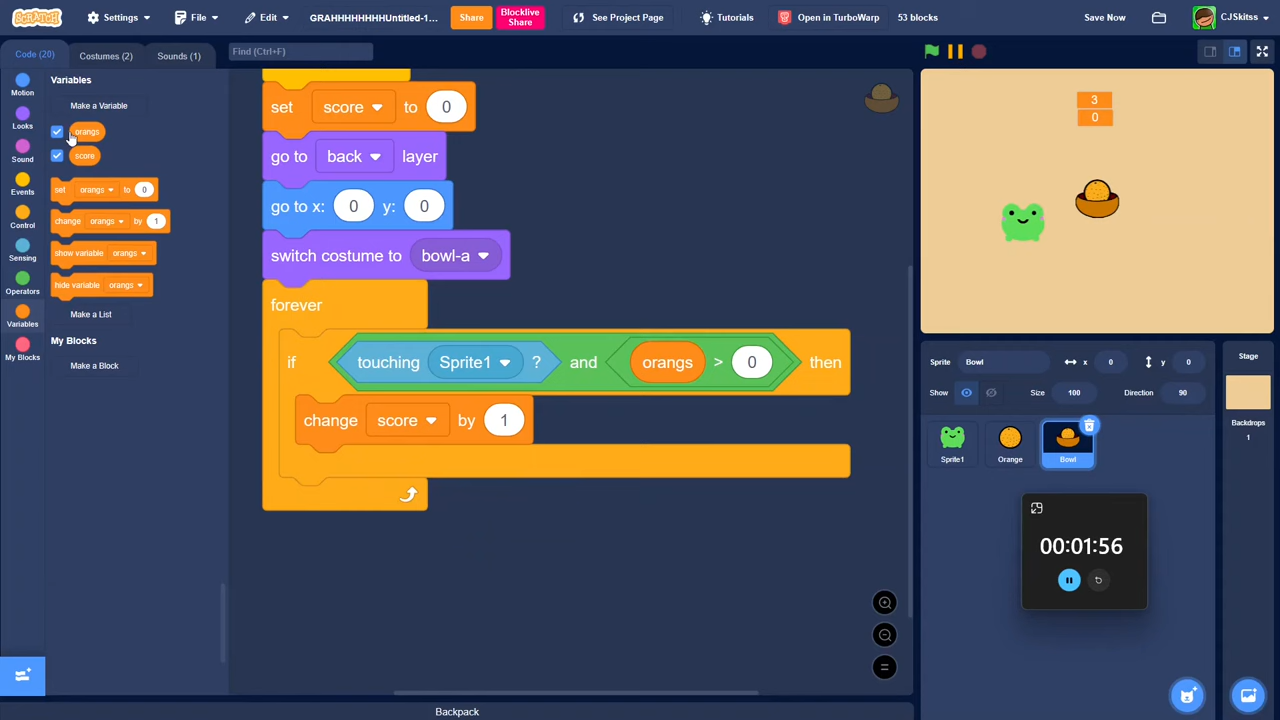 SCRATCH Settings File Edit GRAHHHHHHHUntitled-1... Share Blocklive Share See Project Page Tutorials Open in TurboWarp 53 blocks Save Now CJSkitss
Code (20) Costumes (2) Sounds (1) Find (Ctrl+F)
Motion
Looks
Sound
Events
Control
Sensing
Operators
Variables
My Blocks
Variables
Make a Variable
orangs
score
set orangs to 0
change orangs by 1
show variable orangs
hide variable orangs
Make a List
My Blocks
Make a Block
set score to 0
go to back layer
go to x: 0 y: 0
switch costume to bowl-a
forever
if touching Sprite1 ? and orangs > 0 then
change score by 1
Backpack
3
0
Sprite Bowl x 0 y 0
Show Size 100 Direction 90
Sprite1 Orange Bowl
Stage
Backdrops
1
00:01:56